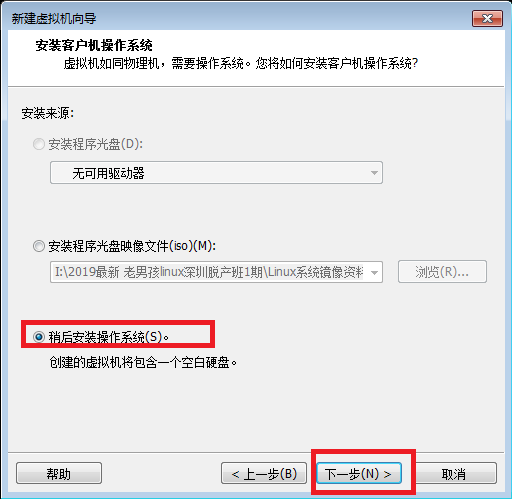 新建虚拟机向导
安装客户机操作系统
虚拟机如同物理机，需要操作系统。您将如何安装客户机操作系统?
安装来源:
安装程序光盘(D):
无可用驱动器
安装程序光盘映像文件(iso)(M):
I:\2019最新 老男孩linux深圳脱产班1期\Linux系统镜像资料
浏览(R)...
稍后安装操作系统(S)。
创建的虚拟机将包含一个空白硬盘。
帮助
< 上一步(B)
下一步(N) >
取消